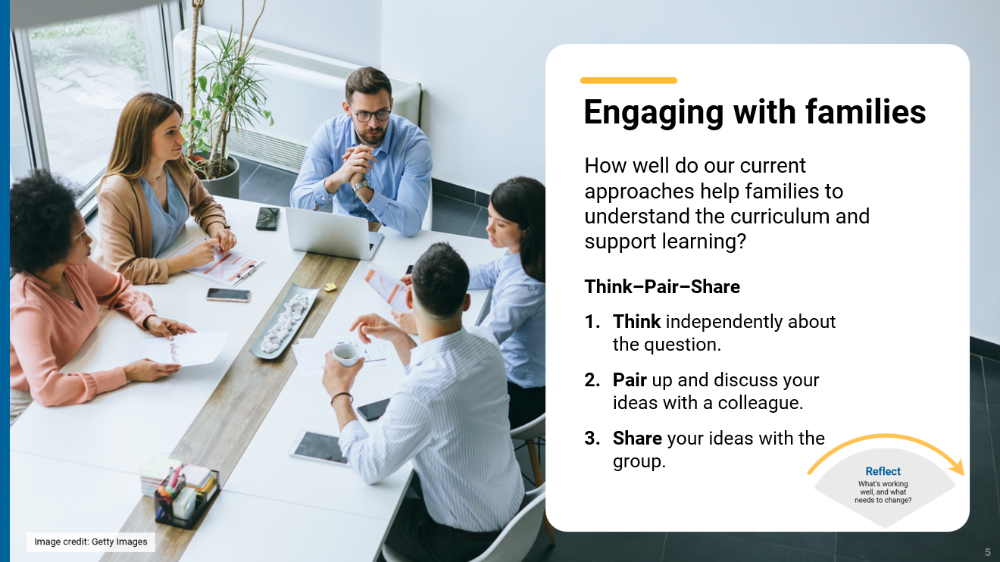 Engaging with families
How well do our current
approaches help families to
understand the curriculum and
support learning?
Think–Pair–Share
1. Think independently about
the question.
2. Pair up and discuss your
ideas with a colleague.
3. Share your ideas with the
group.
Reflect
What's working
well, and what
needs to change?
Image credit: Getty Images
5